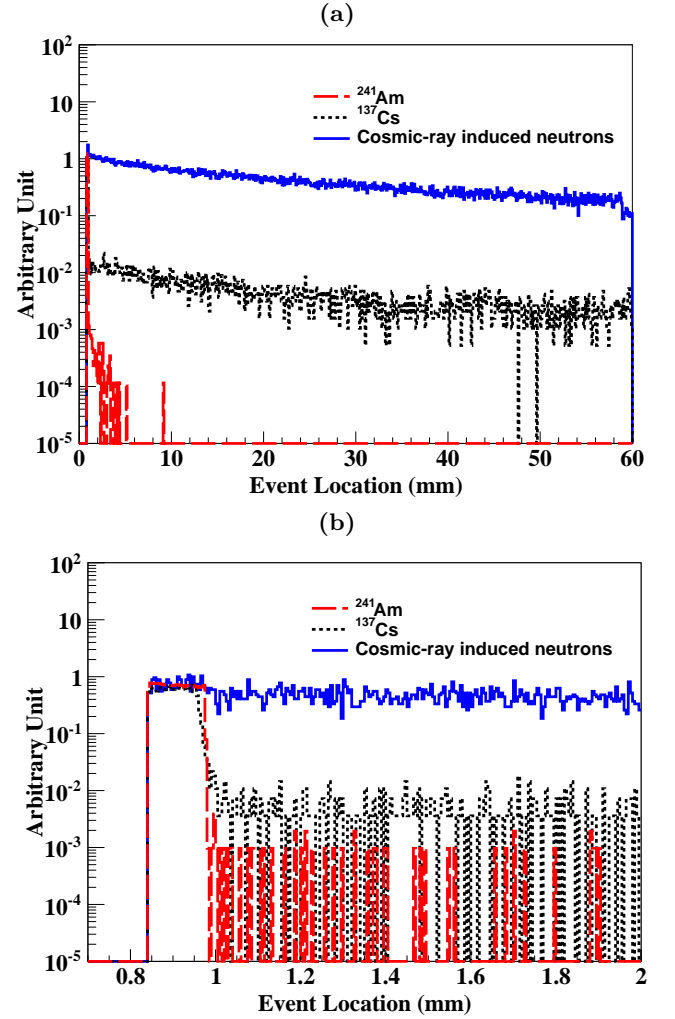 (a)
10²
10
1
10⁻¹
10⁻²
10⁻³
10⁻⁴
10⁻⁵
Arbitrary Unit
²⁴¹Am
¹³⁷Cs
Cosmic-ray induced neutrons
0 10 20 30 40 50 60
Event Location (mm)
(b)
10²
10
1
10⁻¹
10⁻²
10⁻³
10⁻⁴
10⁻⁵
Arbitrary Unit
²⁴¹Am
¹³⁷Cs
Cosmic-ray induced neutrons
0.8 1 1.2 1.4 1.6 1.8 2
Event Location (mm)